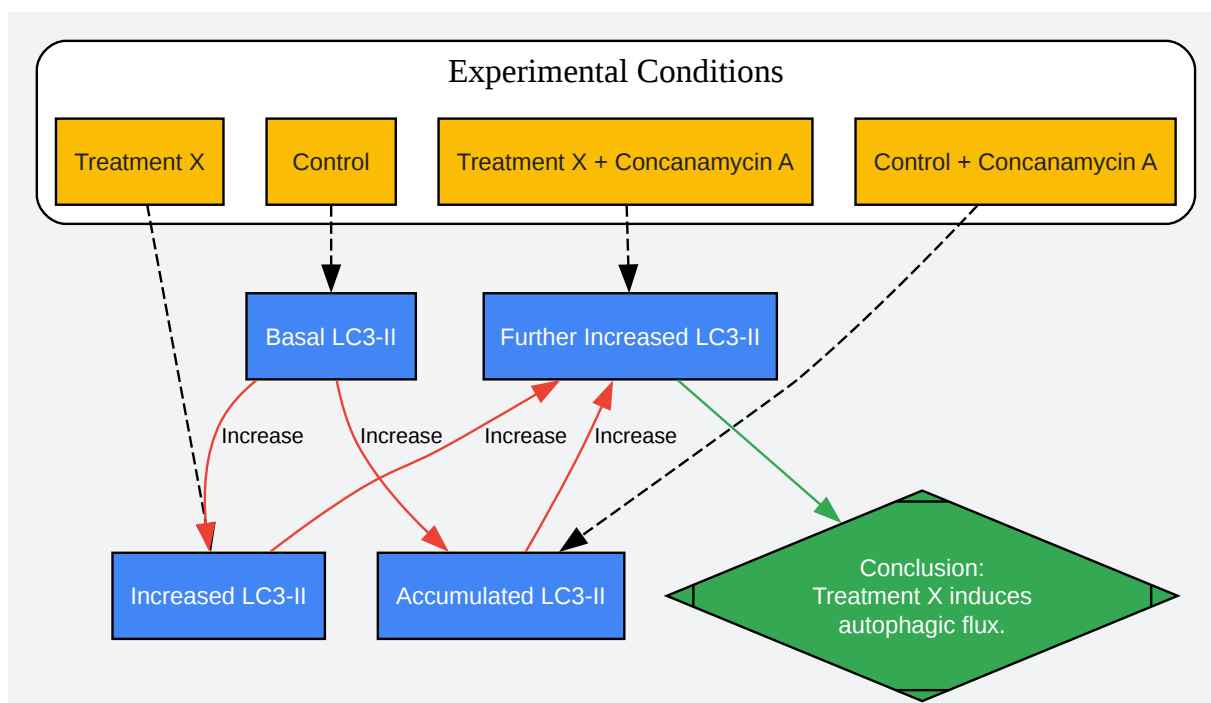 Experimental Conditions
Treatment X
Control
Treatment X + Concanamycin A
Control + Concanamycin A
Basal LC3-II
Further Increased LC3-II
Increase
Increase
Increase
Increase
Increased LC3-II
Accumulated LC3-II
Conclusion:
Treatment X induces
autophagic flux.